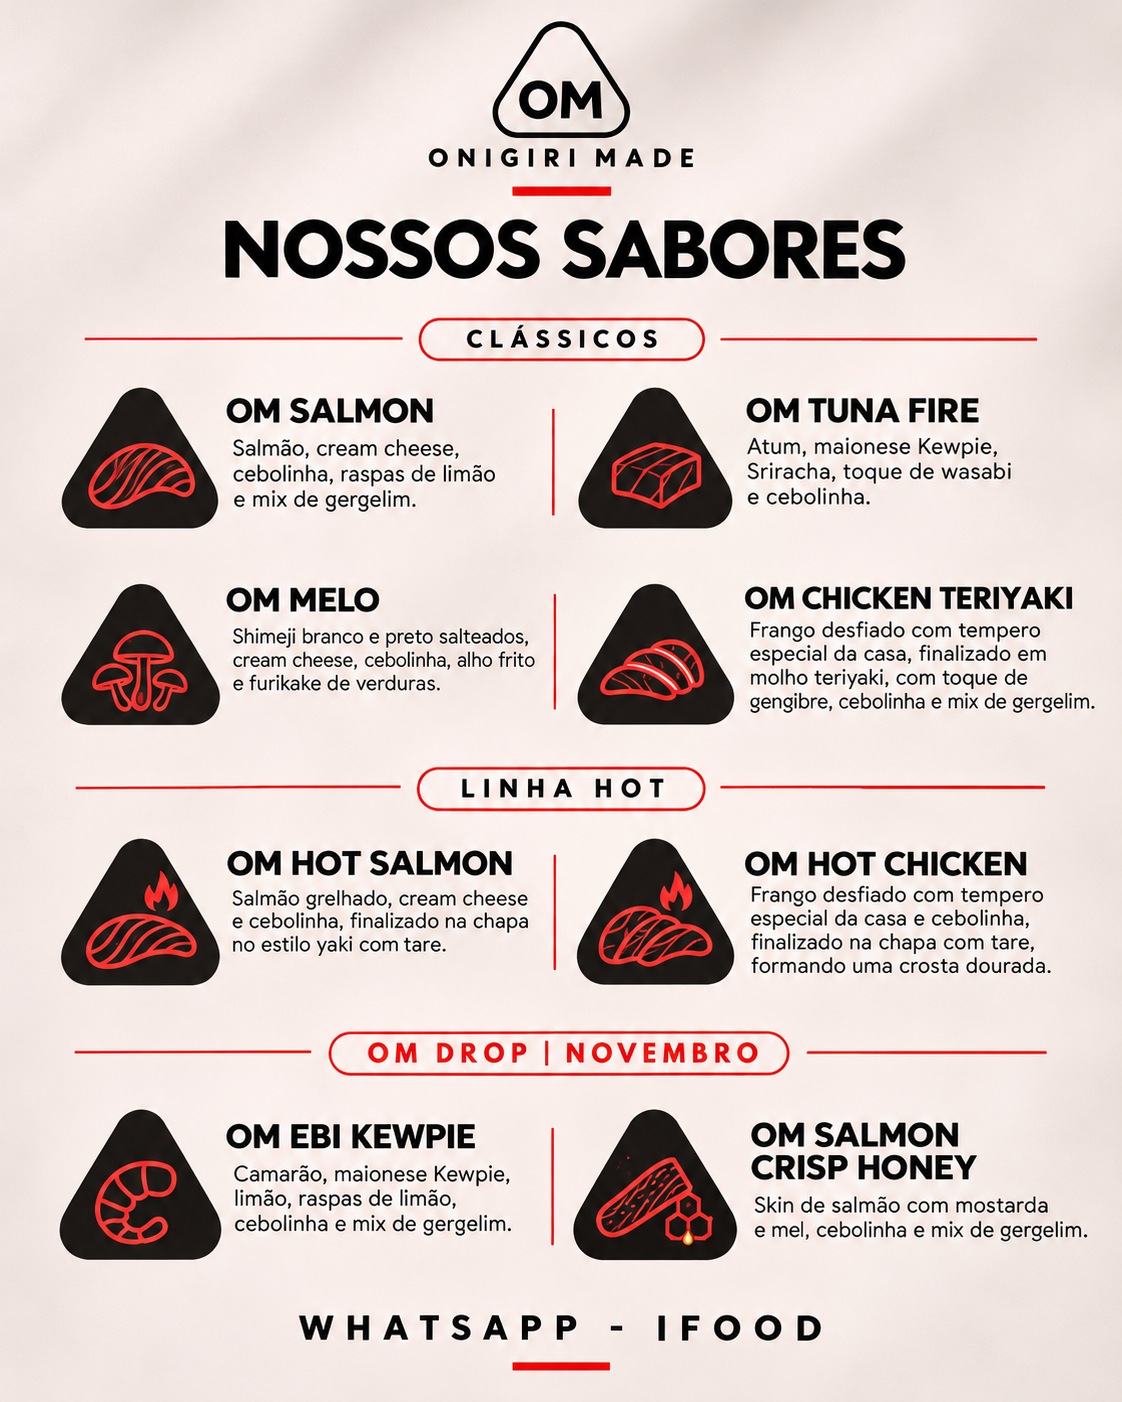 OM
ONIGIRI MADE
NOSSOS SABORES
CLÁSSICOS
OM SALMON
Salmão, cream cheese,
cebolinha, raspas de limão
e mix de gergelim.
OM TUNA FIRE
Atum, maionese Kewpie,
Sriracha, toque de wasabi
e cebolinha.
OM MELO
Shimeji branco e preto salteados,
cream cheese, cebolinha, alho frito
e furikake de verduras.
OM CHICKEN TERIYAKI
Frango desfiado com tempero
especial da casa, finalizado em
molho teriyaki, com toque de
gengibre, cebolinha e mix de gergelim.
LINHA HOT
OM HOT SALMON
Salmão grelhado, cream cheese
e cebolinha, finalizado na chapa
no estilo yaki com tare.
OM HOT CHICKEN
Frango desfiado com tempero
especial da casa e cebolinha,
finalizado na chapa com tare,
formando uma crosta dourada.
OM DROP | NOVEMBRO
OM EBI KEWPIE
Camarão, maionese Kewpie,
limão, raspas de limão,
cebolinha e mix de gergelim.
OM SALMON
CRISP HONEY
Skin de salmão com mostarda
e mel, cebolinha e mix de gergelim.
WHATSAPP - IFOOD